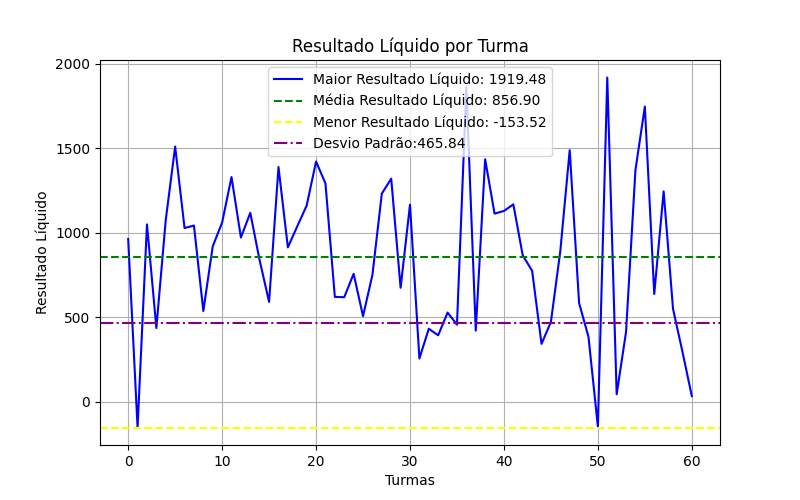 Resultado Líquido por Turma
Maior Resultado Líquido: 1919.48
Média Resultado Líquido: 856.90
Menor Resultado Líquido: -153.52
Desvio Padrão:465.84
Resultado Líquido
2000
1500
1000
500
0
0 10 20 30 40 50 60
Turmas